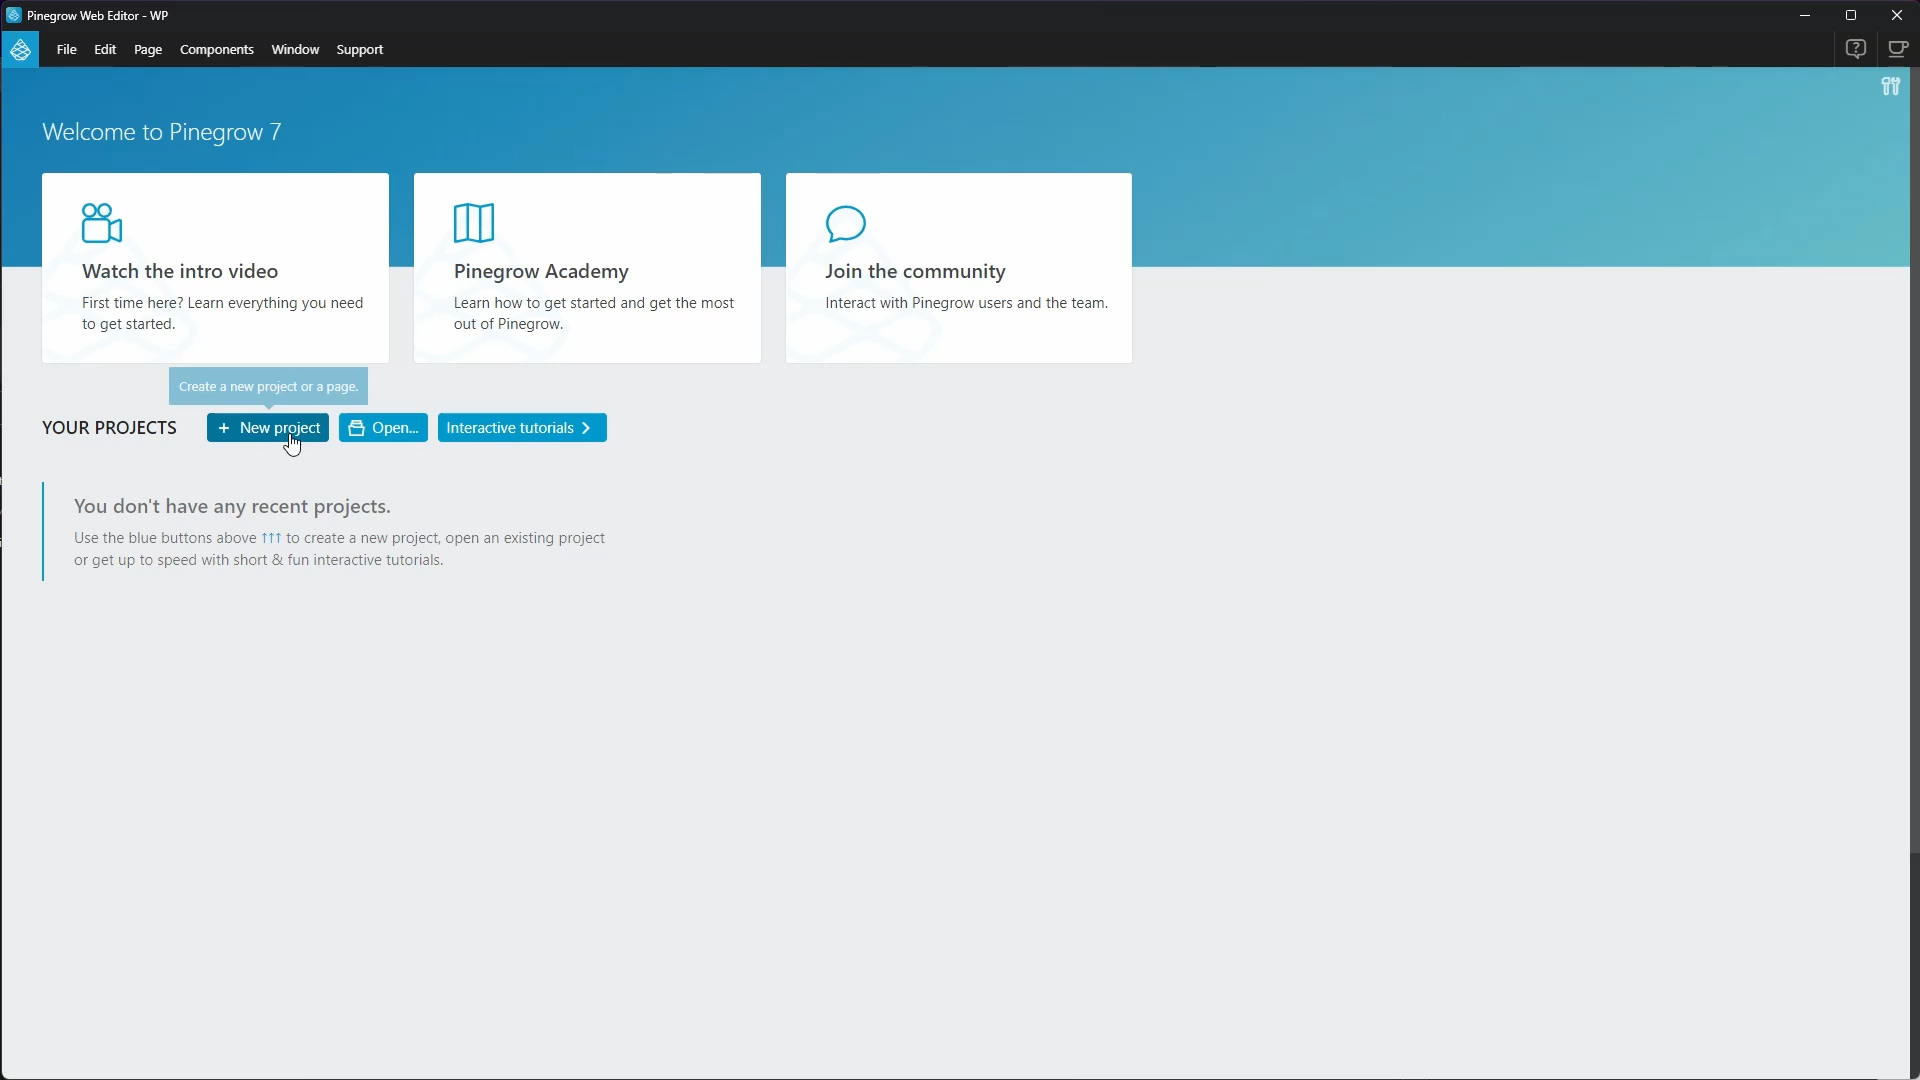 Pinegrow Web Editor - WP
File Edit Page Components Window Support
Welcome to Pinegrow 7
Watch the intro video
First time here? Learn everything you need
to get started.
Pinegrow Academy
Learn how to get started and get the most
out of Pinegrow.
Join the community
Interact with Pinegrow users and the team.
Create a new project or a page.
YOUR PROJECTS
+ New project
Open...
Interactive tutorials
You don't have any recent projects.
Use the blue buttons above ↑↑↑ to create a new project, open an existing project
or get up to speed with short & fun interactive tutorials.